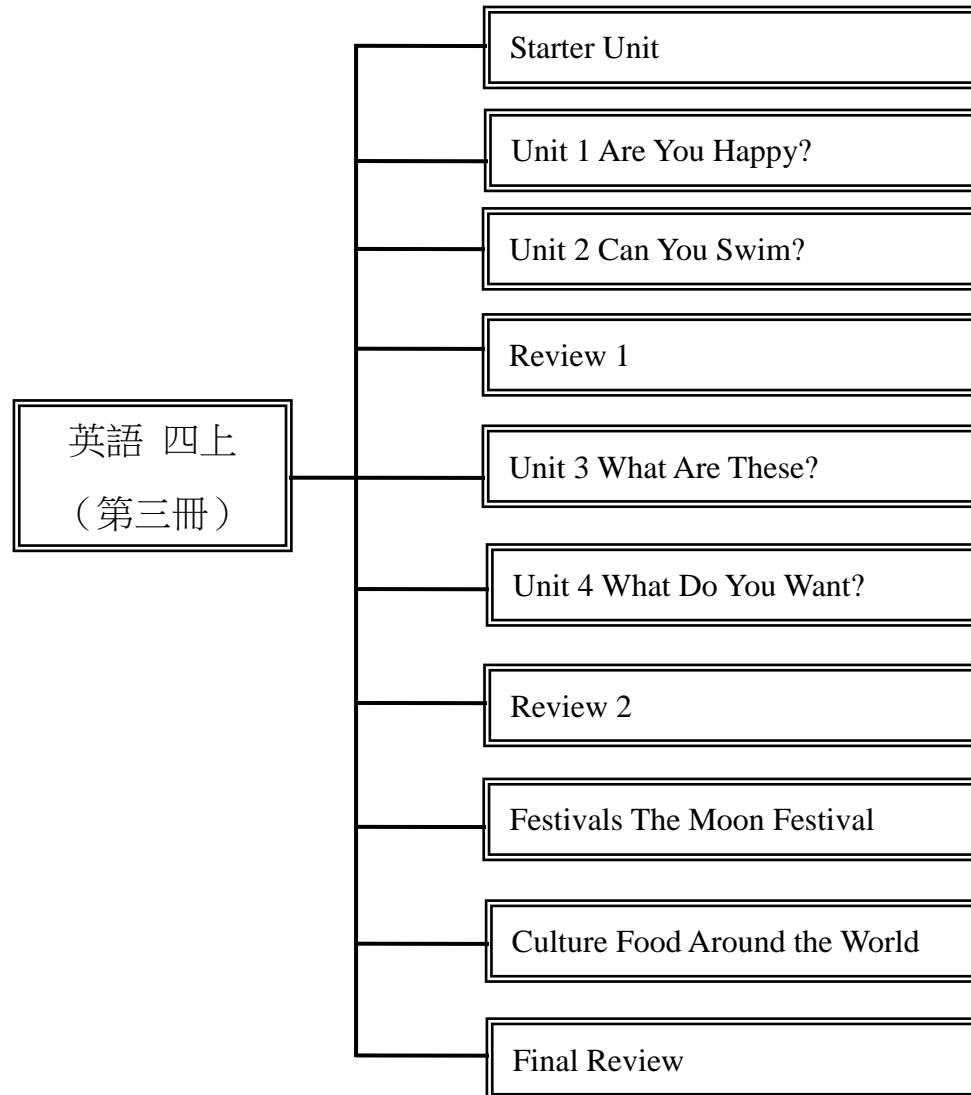 英語 四上
（第三冊）
Starter Unit
Unit 1 Are You Happy?
Unit 2 Can You Swim?
Review 1
Unit 3 What Are These?
Unit 4 What Do You Want?
Review 2
Festivals The Moon Festival
Culture Food Around the World
Final Review